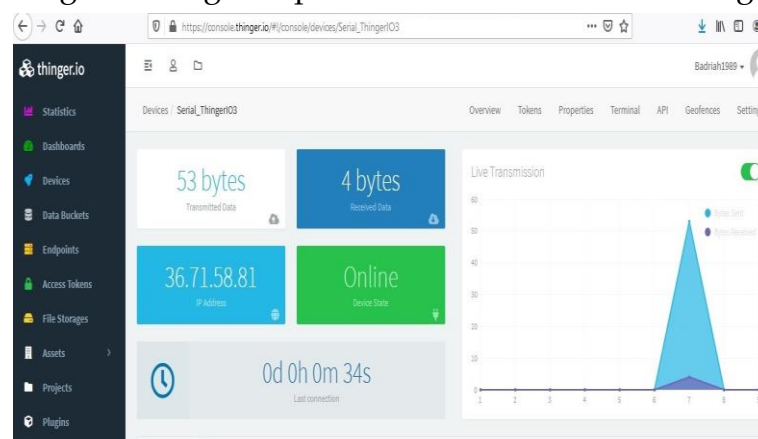 https://console.thinger.io/#!/console/devices/Serial_ThingerIO3
thinger.io
Badriah1989
Statistics
Dashboards
Devices
Data Buckets
Endpoints
Access Tokens
File Storages
Assets
Projects
Plugins
Devices / Serial_ThingerIO3
Overview Tokens Properties Terminal API Geofences Settin
53 bytes
Transmitted Data
4 bytes
Received Data
36.71.58.81
IP Address
Online
Device State
0d 0h 0m 34s
Last connection
Live Transmission
Bytes Sent
Bytes Received
60
50
40
30
20
10
0
1 2 3 4 5 6 7 8